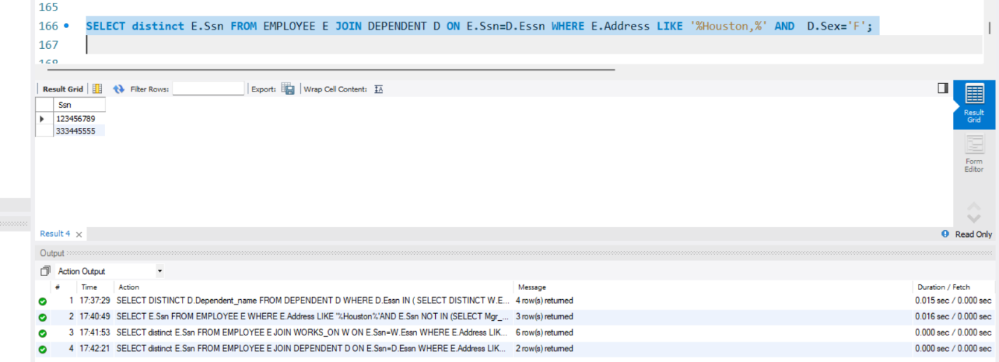 165
166 SELECT distinct E.Ssn FROM EMPLOYEE E JOIN DEPENDENT D ON E.Ssn=D.Essn WHERE E.Address LIKE '%Houston,%' AND  D.Sex='F';
167
168
Result Grid Filter Rows: Export: Wrap Cell Content:
Ssn
123456789
333445555
Result Grid
Form Editor
Result 4 Read Only
Output
Action Output
# Time Action Message Duration / Fetch
1 17:37:29 SELECT DISTINCT D.Dependent_name FROM DEPENDENT D WHERE D.Essn IN ( SELECT DISTINCT W.E... 4 row(s) returned 0.015 sec / 0.000 sec
2 17:40:49 SELECT E.Ssn FROM EMPLOYEE E WHERE E.Address LIKE '%Houston%'AND E.Ssn NOT IN (SELECT Mgr_... 3 row(s) returned 0.016 sec / 0.000 sec
3 17:41:53 SELECT distinct E.Ssn FROM EMPLOYEE E JOIN WORKS_ON W ON E.Ssn=W.Essn WHERE E.Address LIK... 6 row(s) returned 0.000 sec / 0.000 sec
4 17:42:21 SELECT distinct E.Ssn FROM EMPLOYEE E JOIN DEPENDENT D ON E.Ssn=D.Essn WHERE E.Address LIK... 2 row(s) returned 0.000 sec / 0.000 sec